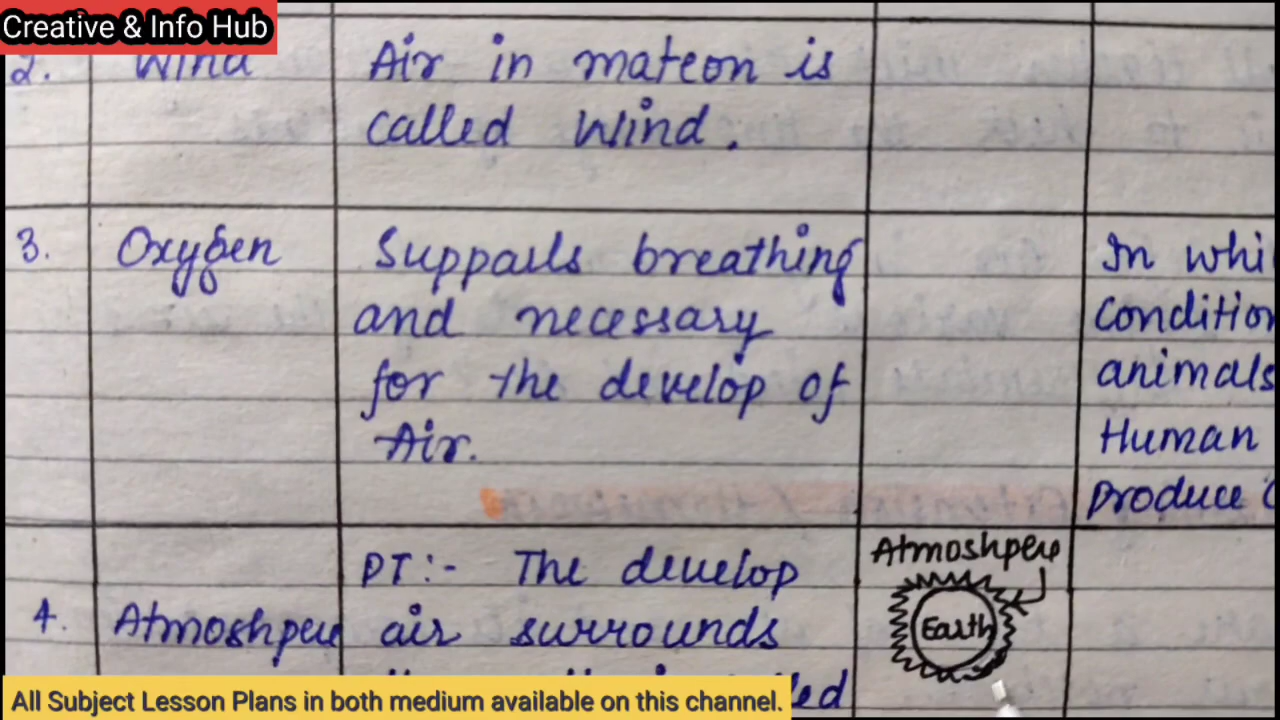 Creative & Info Hub
2. Wind Air in mateon is
called Wind.
3. Oxygen Suppails breathing In whi
and necessary Condition
for the develop of animals
Air. Human
produce
Atmoshpere
PT:- The develop
4. Atmoshpere air surrounds Earth
All Subject Lesson Plans in both medium available on this channel.